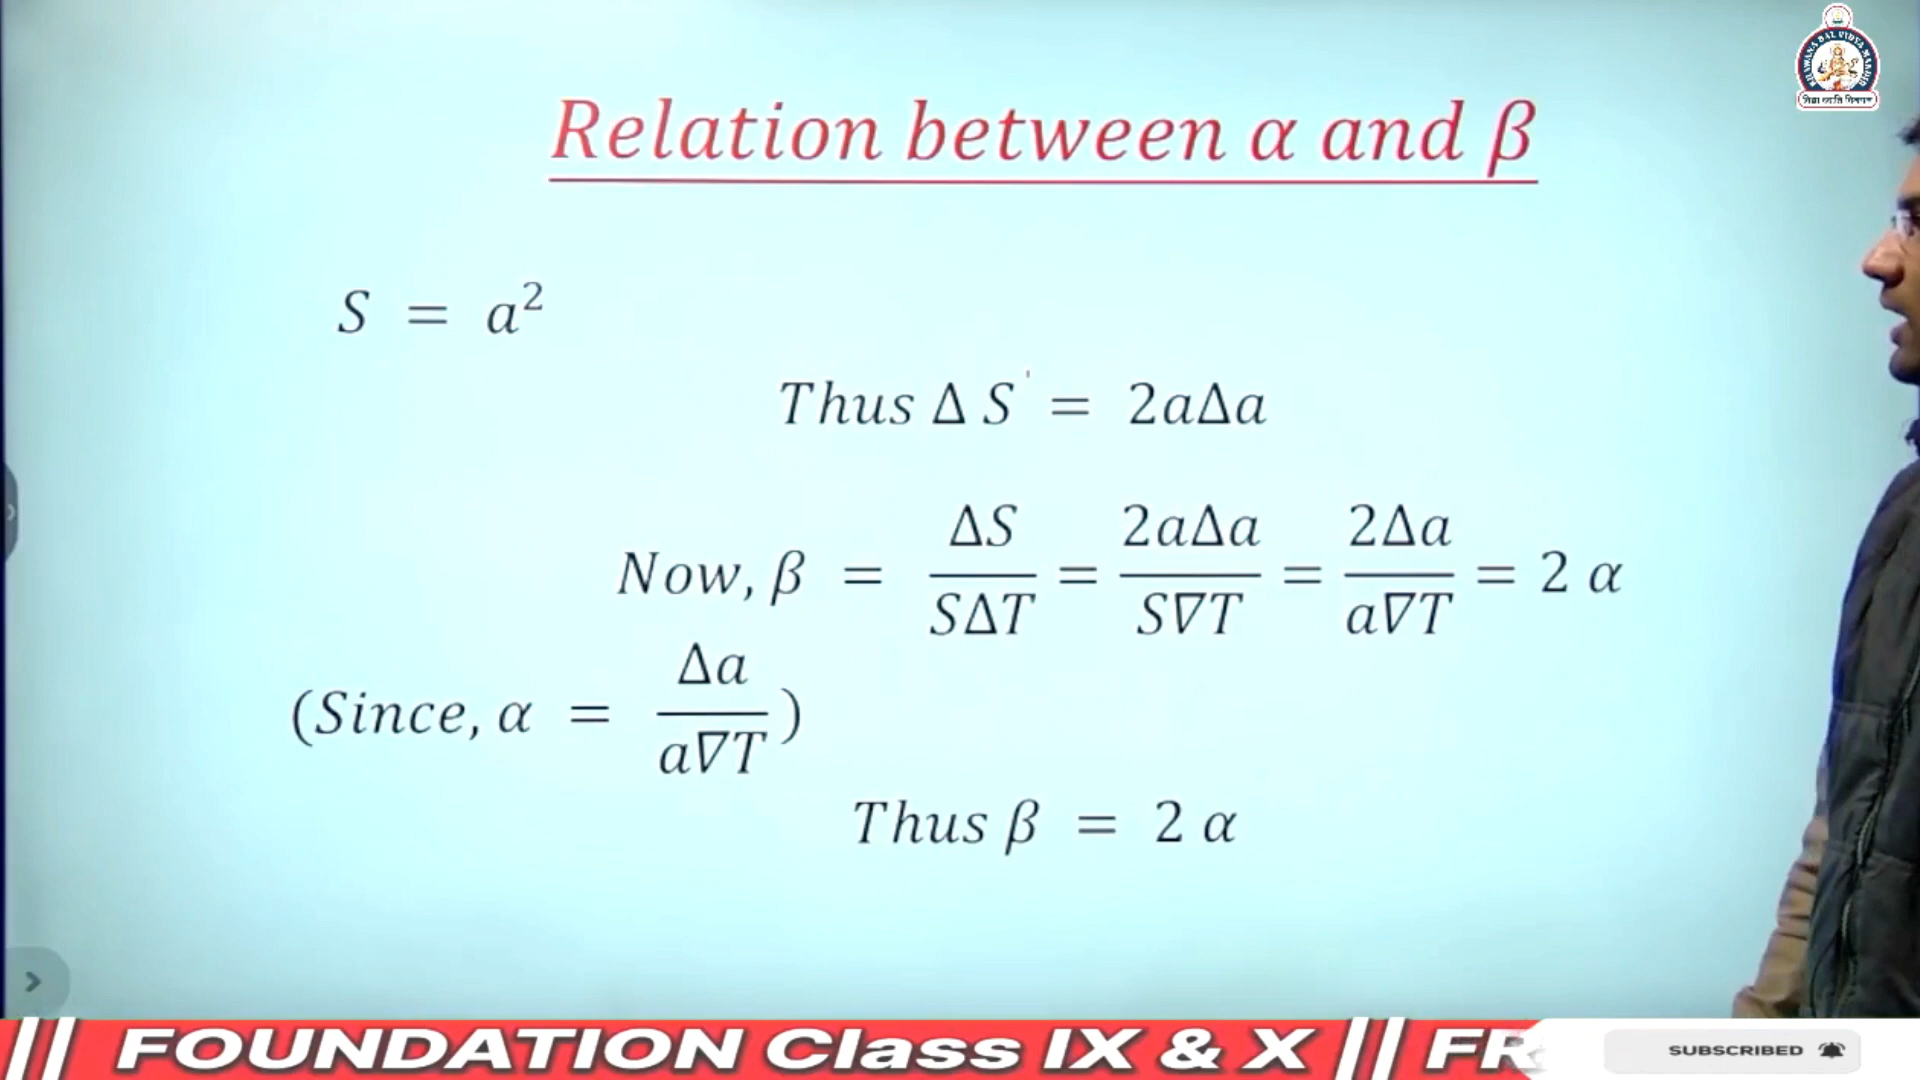 Relation between α and β
S = a²
Thus Δ S = 2aΔa
Now, β = ΔS/SΔT = 2aΔa/S∇T = 2Δa/a∇T = 2 α
(Since, α = Δa/a∇T)
Thus β = 2 α
|| FOUNDATION Class IX & X || FR
SUBSCRIBED